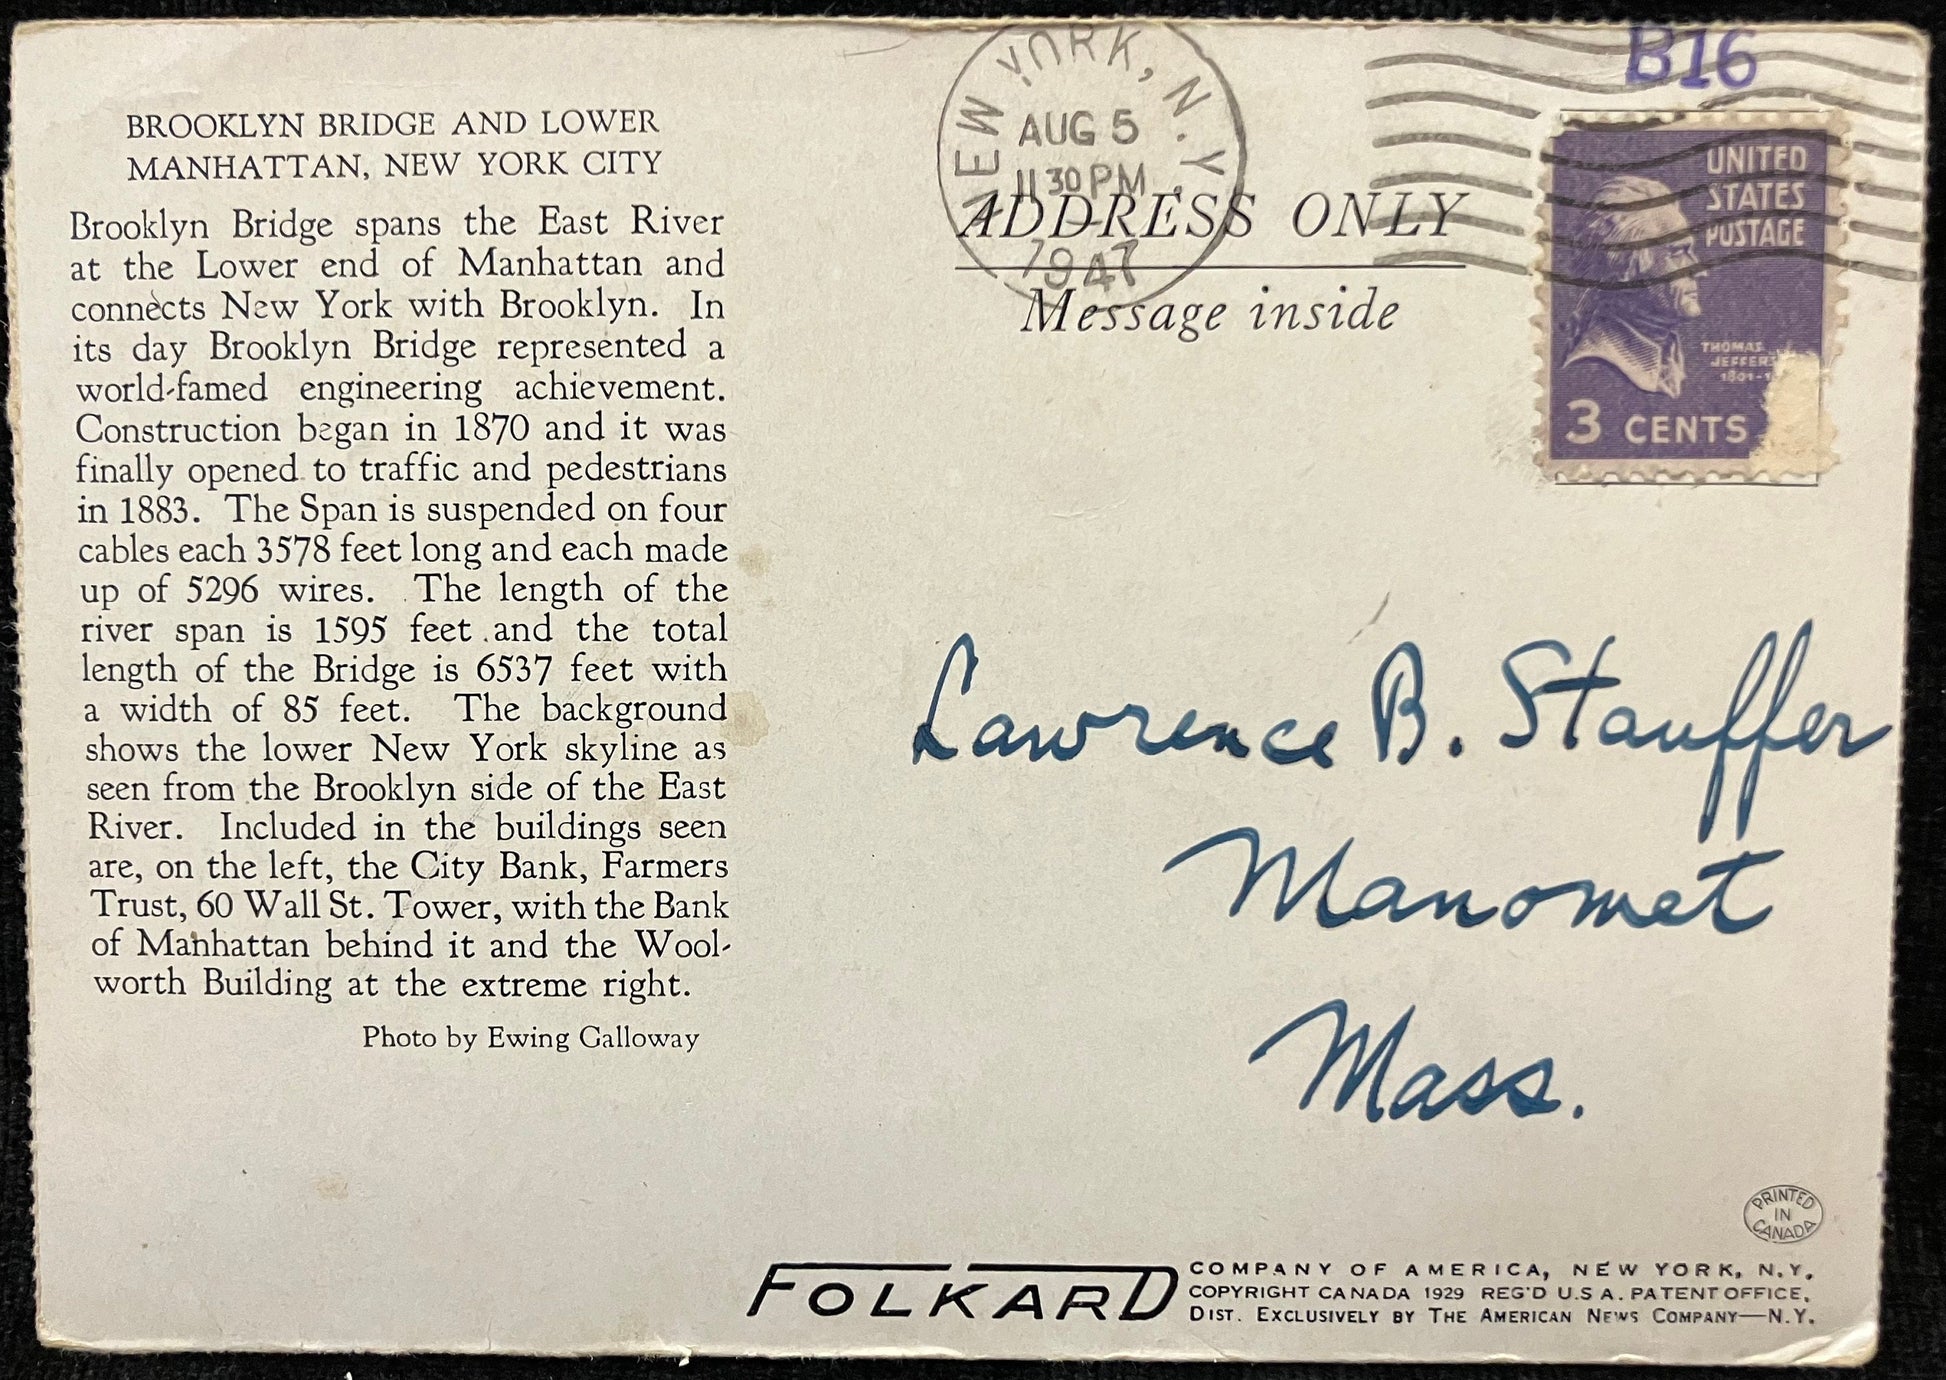 BROOKLYN BRIDGE AND LOWER
MANHATTAN, NEW YORK CITY
Brooklyn Bridge spans the East River
at the Lower end of Manhattan and
connects New York with Brooklyn. In
its day Brooklyn Bridge represented a
world-famed engineering achievement.
Construction began in 1870 and it was
finally opened to traffic and pedestrians
in 1883. The Span is suspended on four
cables each 3578 feet long and each made
up of 5296 wires. The length of the
river span is 1595 feet and the total
length of the Bridge is 6537 feet with
a width of 85 feet. The background
shows the lower New York skyline as
seen from the Brooklyn side of the East
River. Included in the buildings seen
are, on the left, the City Bank, Farmers
Trust, 60 Wall St. Tower, with the Bank
of Manhattan behind it and the Wool-
worth Building at the extreme right.
Photo by Ewing Galloway
NEW YORK, N.Y.
AUG 5
11 30 PM
1947
B16
UNITED
STATES
POSTAGE
THOMAS
JEFFERS
1801-1
3 CENTS
ADDRESS ONLY
Message inside
Lawrence B. Stauffer
Manomet
Mass.
PRINTED
IN
CANADA
FOLKARD
COMPANY OF AMERICA, NEW YORK, N.Y.
COPYRIGHT CANADA 1929 REG'D U.S.A. PATENT OFFICE.
DIST. EXCLUSIVELY BY THE AMERICAN NEWS COMPANY—N.Y.